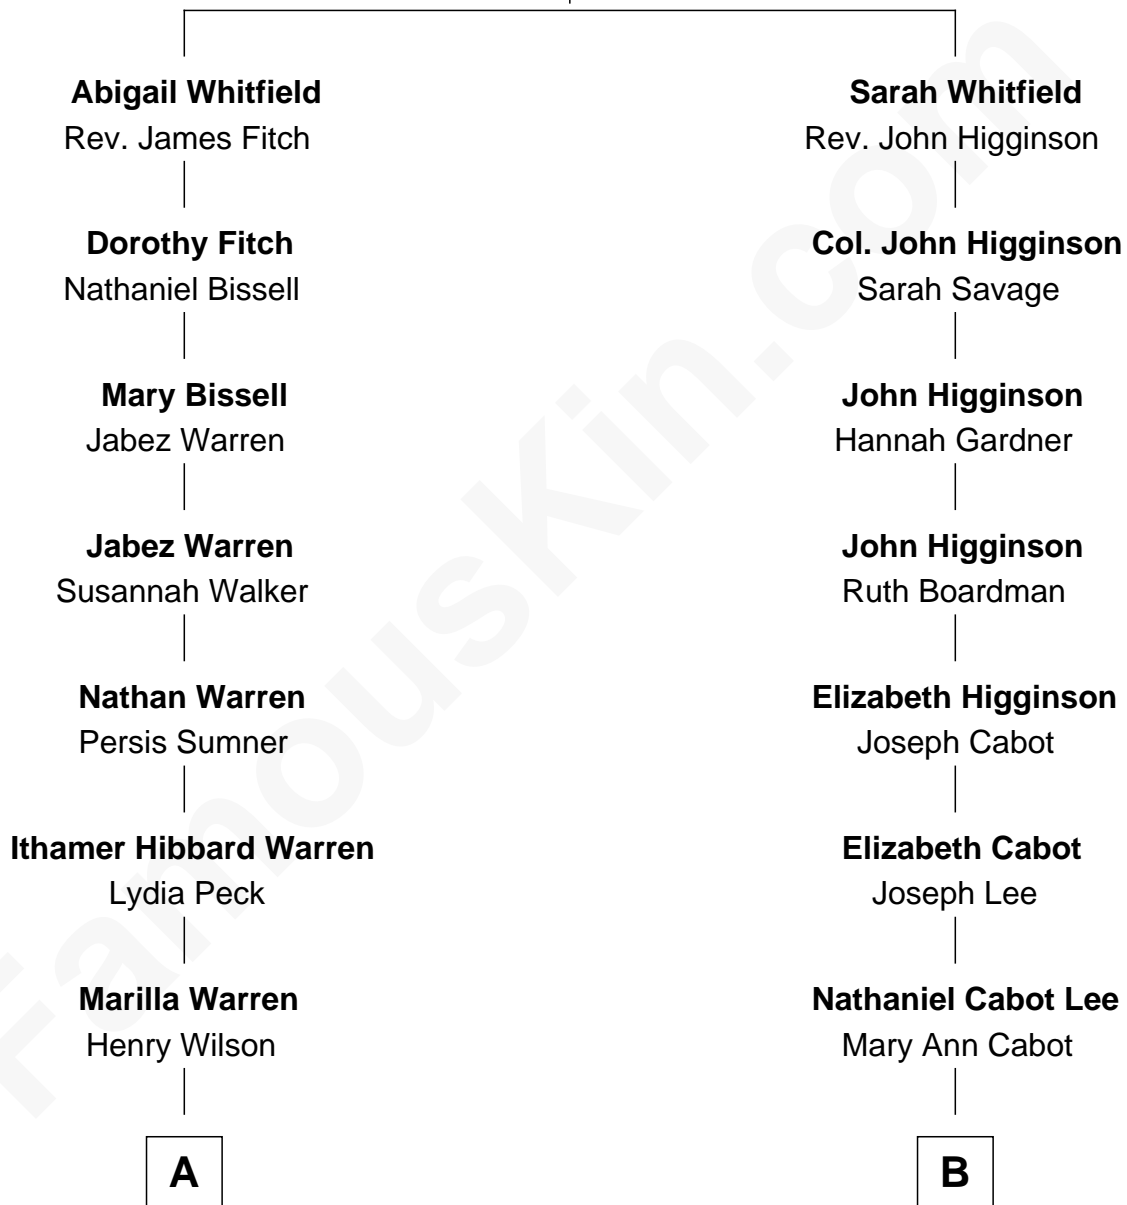 Abigail Whitfield
Rev. James Fitch
Dorothy Fitch
Nathaniel Bissell
Mary Bissell
Jabez Warren
Jabez Warren
Susannah Walker
Nathan Warren
Persis Sumner
Ithamer Hibbard Warren
Lydia Peck
Marilla Warren
Henry Wilson
A
Sarah Whitfield
Rev. John Higginson
Col. John Higginson
Sarah Savage
John Higginson
Hannah Gardner
John Higginson
Ruth Boardman
Elizabeth Higginson
Joseph Cabot
Elizabeth Cabot
Joseph Lee
Nathaniel Cabot Lee
Mary Ann Cabot
B
FamousKin.com